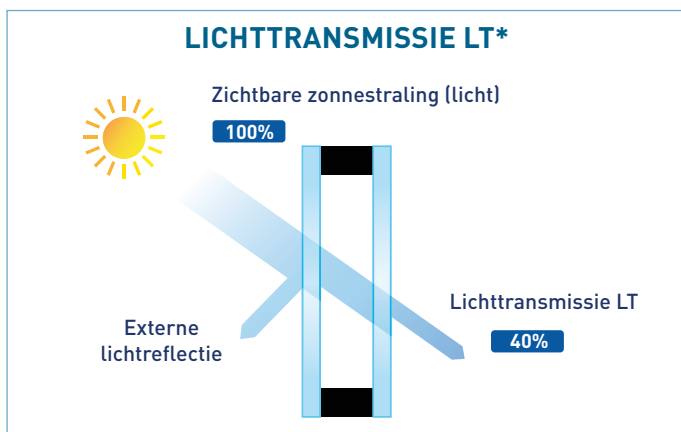 LICHTTRANSMISSIE LT*
Zichtbare zonnestraling (licht)
100%
Lichttransmissie LT
40%
Externe
lichtreflectie